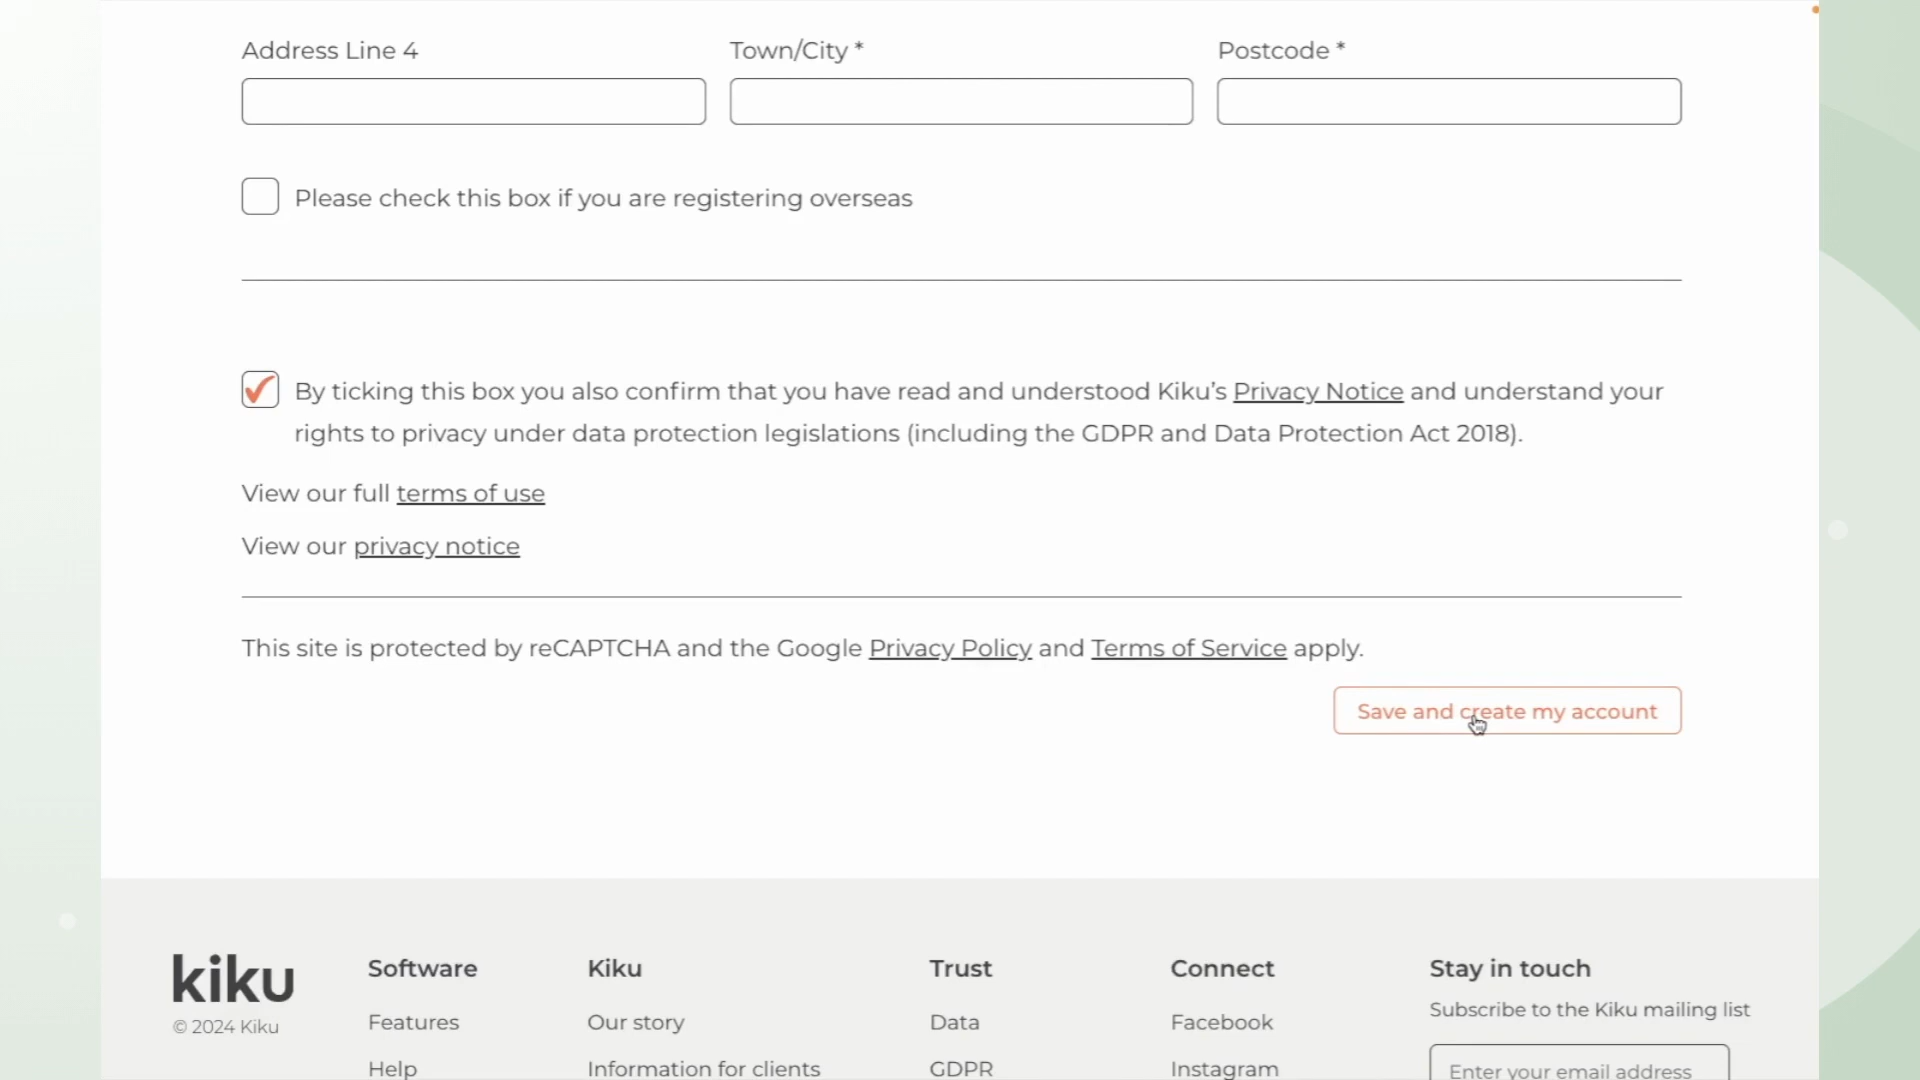 Address Line 4
Town/City *
Postcode *
Please check this box if you are registering overseas
By ticking this box you also confirm that you have read and understood Kiku's Privacy Notice and understand your
rights to privacy under data protection legislations (including the GDPR and Data Protection Act 2018).
View our full terms of use
View our privacy notice
This site is protected by reCAPTCHA and the Google Privacy Policy and Terms of Service apply.
Save and create my account
kiku
© 2024 Kiku
Software
Features
Help
Kiku
Our story
Information for clients
Trust
Data
GDPR
Connect
Facebook
Instagram
Stay in touch
Subscribe to the Kiku mailing list
Enter your email address